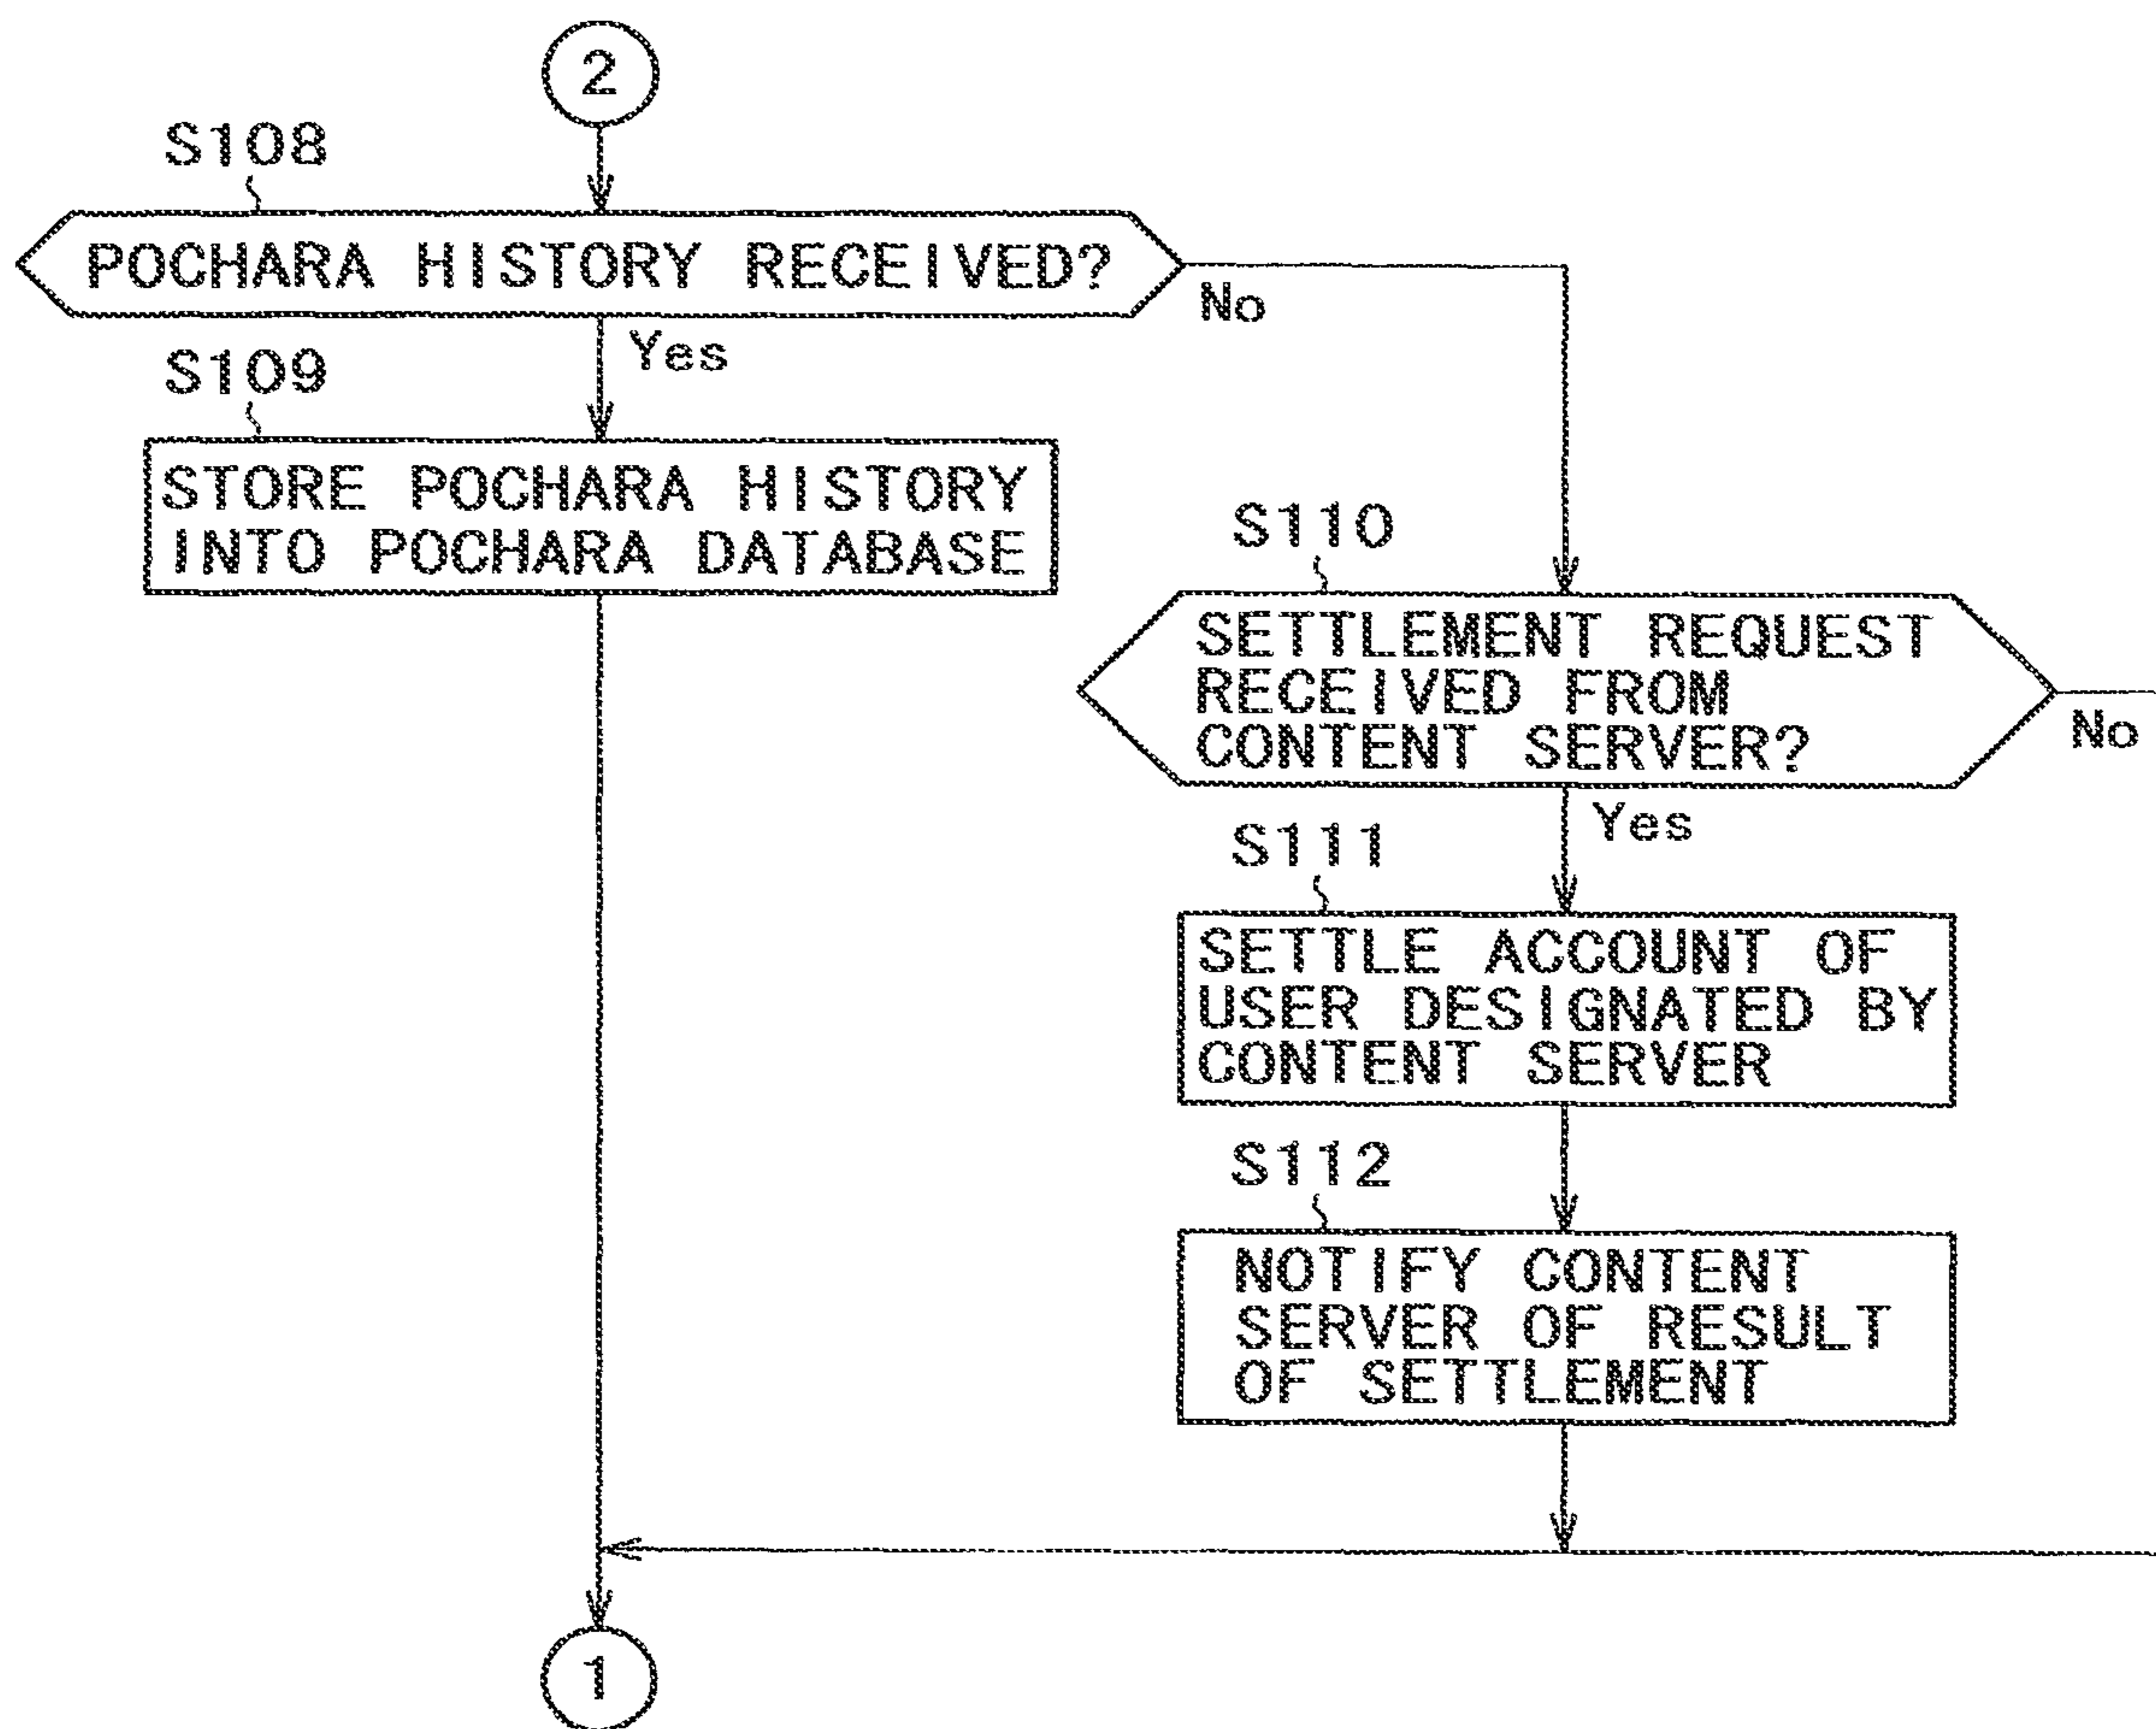 2
S108
POCHARA HISTORY RECEIVED?
No
Yes
S109
STORE POCHARA HISTORY
INTO POCHARA DATABASE
S110
SETTLEMENT REQUEST
RECEIVED FROM
CONTENT SERVER?
No
Yes
S111
SETTLE ACCOUNT OF
USER DESIGNATED BY
CONTENT SERVER
S112
NOTIFY CONTENT
SERVER OF RESULT
OF SETTLEMENT
1